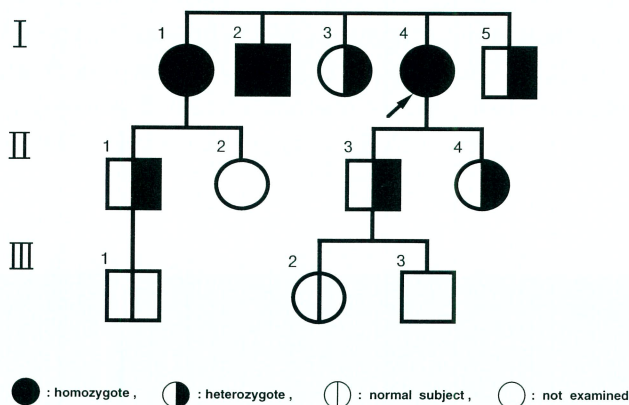 I
1 2 3 4 5
II
1 2 3 4
III
1 2 3
: homozygote , : heterozygote , : normal subject , : not examined